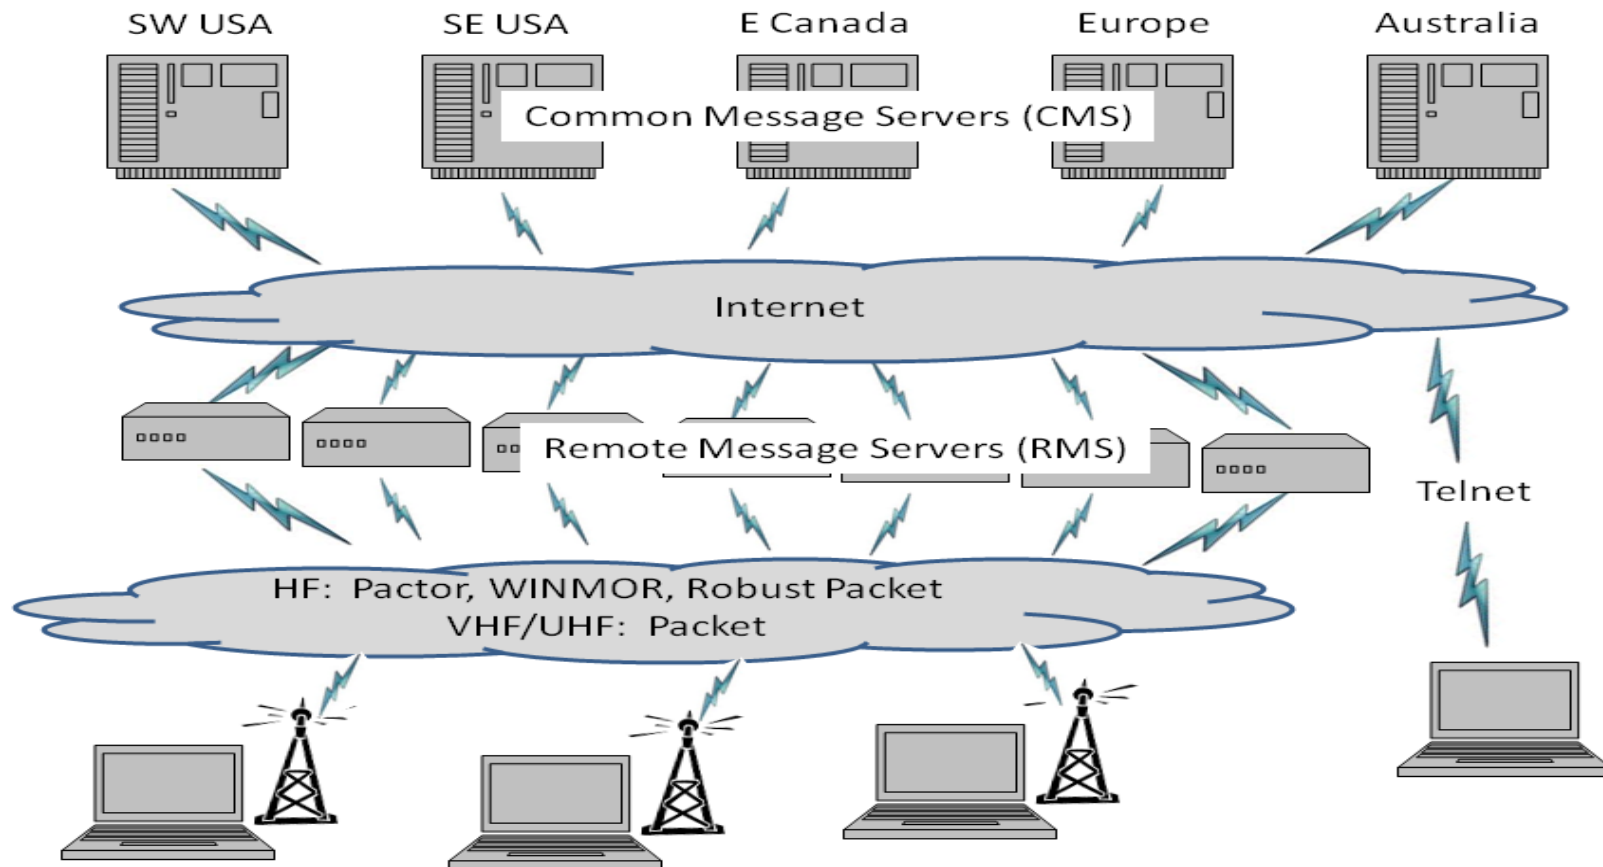 SW USA
SE USA
E Canada
Europe
Australia
Common Message Servers (CMS)
Internet
Remote Message Servers (RMS)
Telnet
HF:  Pactor, WINMOR, Robust Packet
VHF/UHF:  Packet